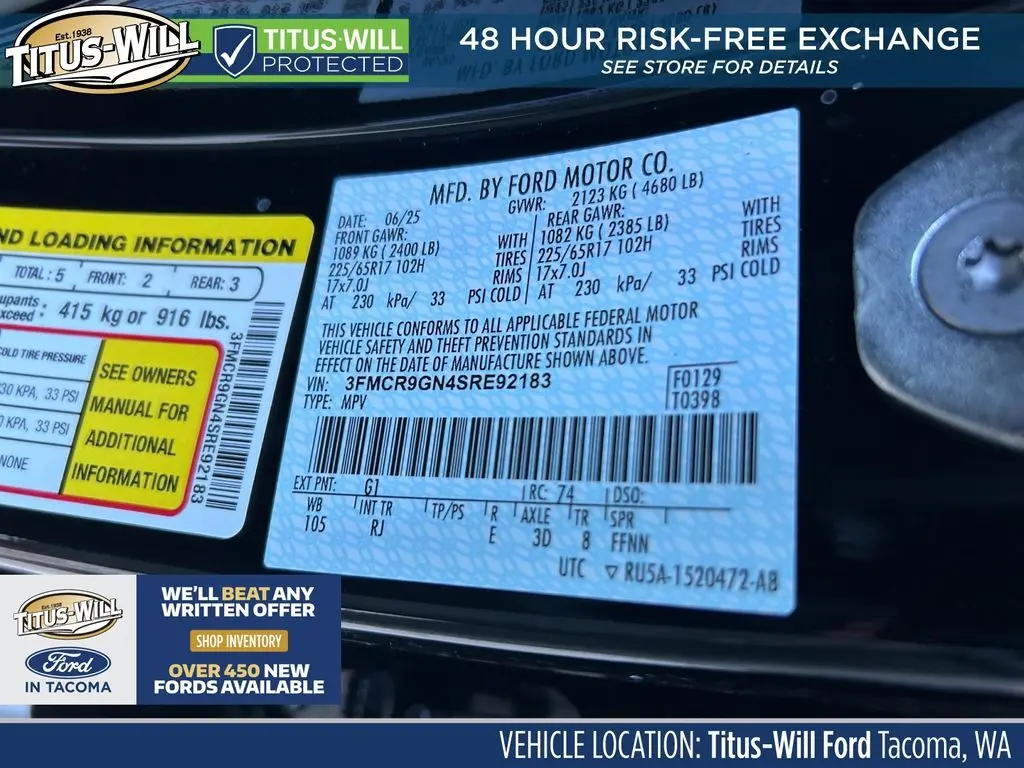 Est. 1938
TITUS-WILL
TITUS-WILL
PROTECTED
48 HOUR RISK-FREE EXCHANGE
SEE STORE FOR DETAILS
MFD. BY FORD MOTOR CO.
DATE: 06/25 GVWR: 2123 KG ( 4680 LB)
FRONT GAWR: REAR GAWR:
1089 KG ( 2400 LB) WITH 1082 KG ( 2385 LB) WITH
225/65R17 102H TIRES 225/65R17 102H TIRES
17x7.0J RIMS 17x7.0J RIMS
AT 230 kPa/ 33 PSI COLD AT 230 kPa/ 33 PSI COLD
THIS VEHICLE CONFORMS TO ALL APPLICABLE FEDERAL MOTOR
VEHICLE SAFETY AND THEFT PREVENTION STANDARDS IN
EFFECT ON THE DATE OF MANUFACTURE SHOWN ABOVE.
VIN: 3FMCR9GN4SRE92183 F0129
TYPE: MPV T0398
EXT PNT: G1 RC: 74 DSO:
WB INT TR TP/PS R AXLE TR SPR
105 RJ E 3D 8 FFNN
UTC ▽ RU5A-1520472-AB
ND LOADING INFORMATION
TOTAL: 5 FRONT: 2 REAR: 3
upants
xceed: 415 kg or 916 lbs.
OLD TIRE PRESSURE
30 KPA, 33 PSI
0 KPA, 33 PSI
NONE
SEE OWNERS
MANUAL FOR
ADDITIONAL
INFORMATION
3FMCR9GN4SRE92183
Est. 1938
TITUS-WILL
Ford
IN TACOMA
WE'LL BEAT ANY
WRITTEN OFFER
SHOP INVENTORY
OVER 450 NEW
FORDS AVAILABLE
VEHICLE LOCATION: Titus-Will Ford Tacoma, WA